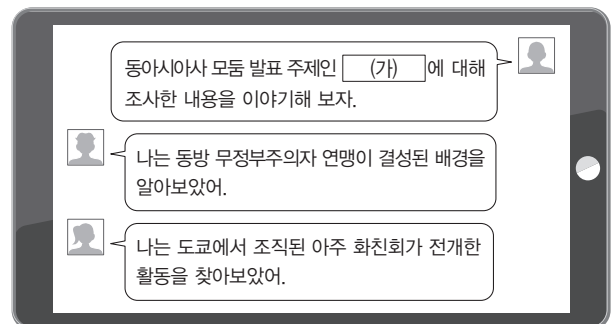 동아시아사 모둠 발표 주제인 (가) 에 대해
조사한 내용을 이야기해 보자.
나는 동방 무정부주의자 연맹이 결성된 배경을
알아보았어.
나는 도쿄에서 조직된 아주 화친회가 전개한
활동을 찾아보았어.